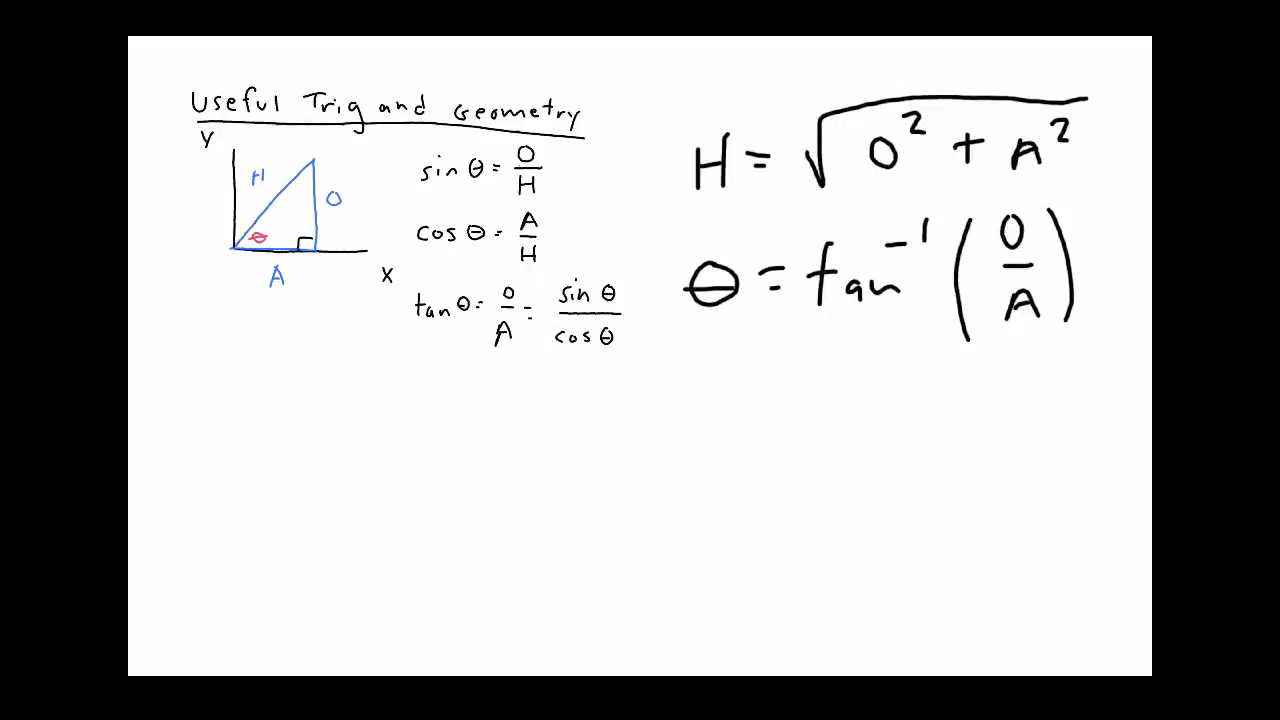 Useful Trig and Geometry
Y
H
O
θ
A
X
sin θ = O/H
cos θ = A/H
tan θ = O/A = sin θ/cos θ
H = √(O² + A²)
θ = tan⁻¹(O/A)